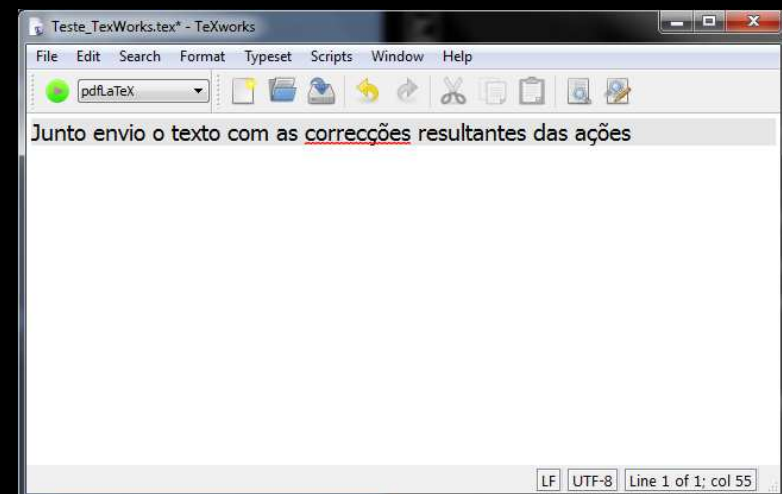 Teste_TexWorks.tex* - TeXworks
File Edit Search Format Typeset Scripts Window Help
pdfLaTeX
Junto envio o texto com as correcções resultantes das ações
LF UTF-8 Line 1 of 1; col 55